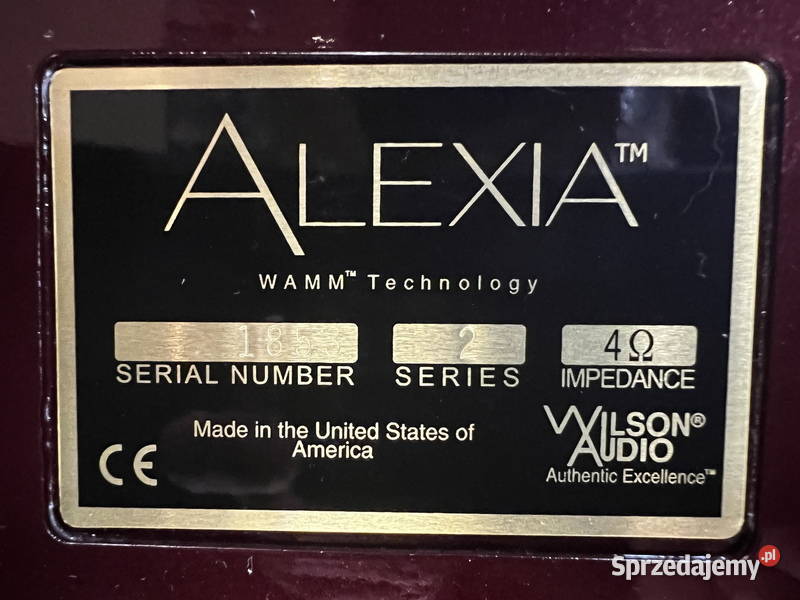 ALEXIA™
WAMM™ Technology
2 4Ω
SERIAL NUMBER SERIES IMPEDANCE
Made in the United States of
America
CE
WILSON®
AUDIO
Authentic Excellence™
Sprzedajemy.pl